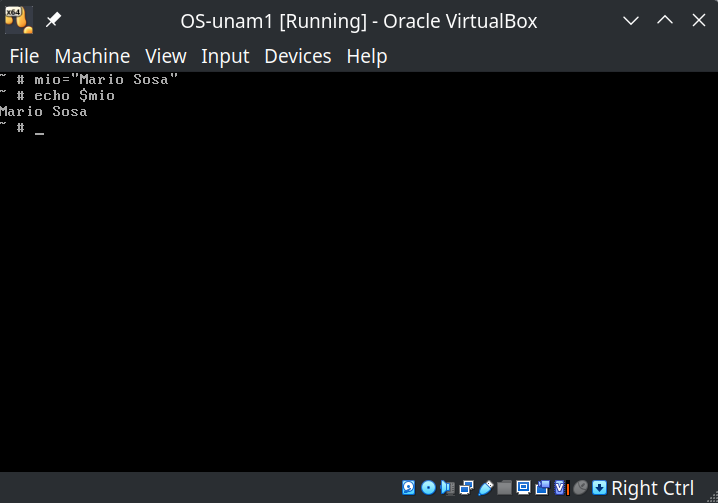 x64
OS-unam1 [Running] - Oracle VirtualBox
File Machine View Input Devices Help
~ # mio="Mario Sosa"
~ # echo $mio
Mario Sosa
~ # _
Right Ctrl